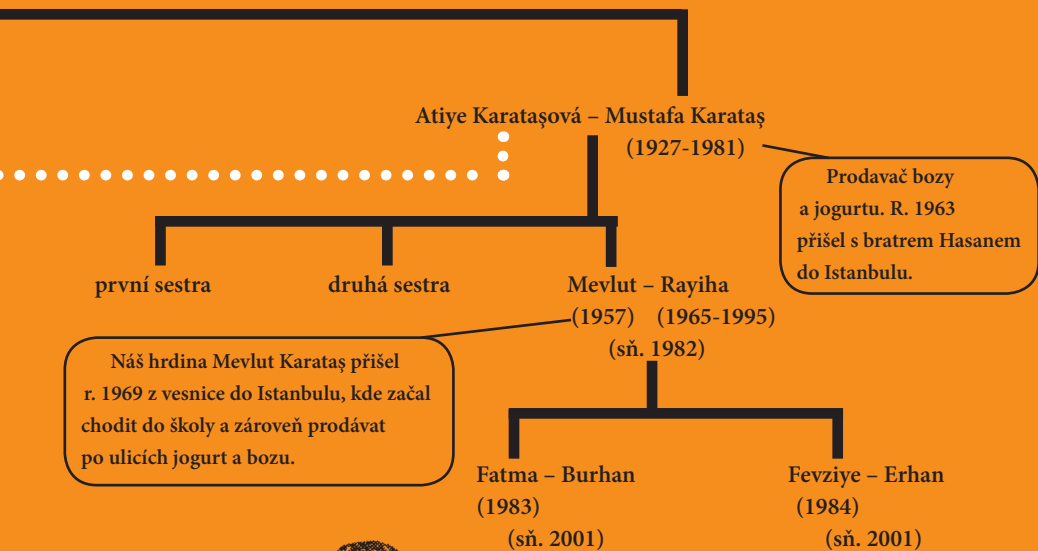 Atiye Karataşová – Mustafa Karataş
(1927-1981)
Prodavač bozy
a jogurtu. R. 1963
přišel s bratrem Hasanem
do Istanbulu.
první sestra
druhá sestra
Mevlut – Rayiha
(1957) (1965-1995)
(sň. 1982)
Náš hrdina Mevlut Karataş přišel
r. 1969 z vesnice do Istanbulu, kde začal
chodit do školy a zároveň prodávat
po ulicích jogurt a bozu.
Fatma – Burhan
(1983)
(sň. 2001)
Fevziye – Erhan
(1984)
(sň. 2001)